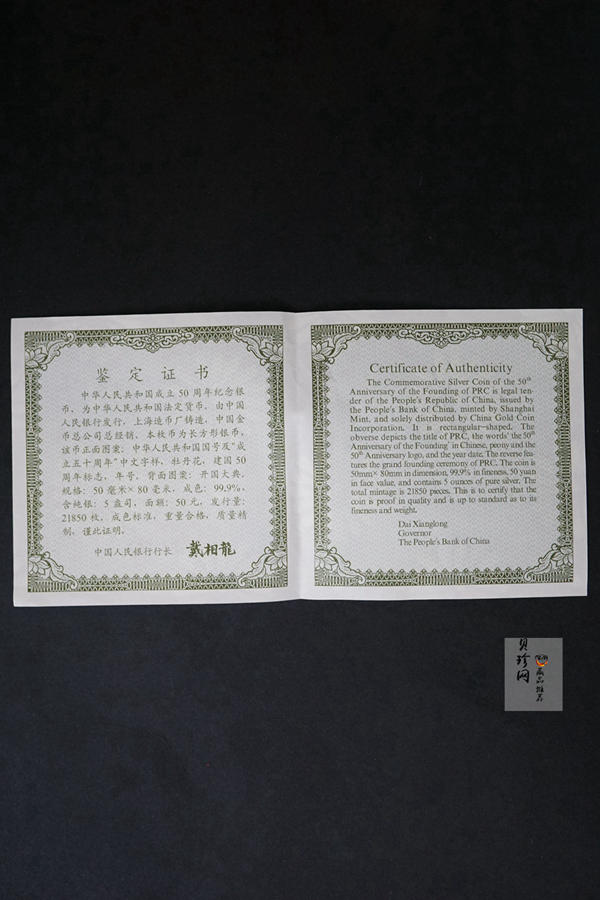 鉴定证书
中华人民共和国成立50周年纪念银
币，为中华人民共和国法定货币，由中国
人民银行发行，上海造币厂铸造，中国金
币总公司总经销。本枚币为长方形银币，
该币正面图案：中华人民共和国国号及“成
立五十周年”中文字样，牡丹花，建国50
周年标志，年号，背面图案：开国大典。
规格：50毫米×80毫米，成色：99.9%，
含纯银：5盎司，面额：50元，发行量：
21850枚，成色标准，重量合格，质量精
制，谨此证明。
中国人民银行行长 戴相龍
Certificate of Authenticity
The Commemorative Silver Coin of the 50th
Anniversary of the Founding of PRC is legal ten-
der of the People's Republic of China, issued by
the People's Bank of China, minted by Shanghai
Mint, and solely distributed by China Gold Coin
Incorporation. It is rectangular-shaped. The
obverse depicts the title of PRC, the words 'the 50th
Anniversary of the Founding' in Chinese, peony and the
50th Anniversary logo, and the year date. The reverse fea-
tures the grand founding ceremony of PRC. The coin is
50mm× 80mm in dimension, 99.9% in fineness, 50 yuan
in face value, and contains 5 ounces of pure silver. The
total mintage is 21850 pieces. This is to certify that the
coin is proof in quality and is up to standard as to its
fineness and weight.
Dai Xianglong
Governor
The People's Bank of China
贝珍网
藏品推荐